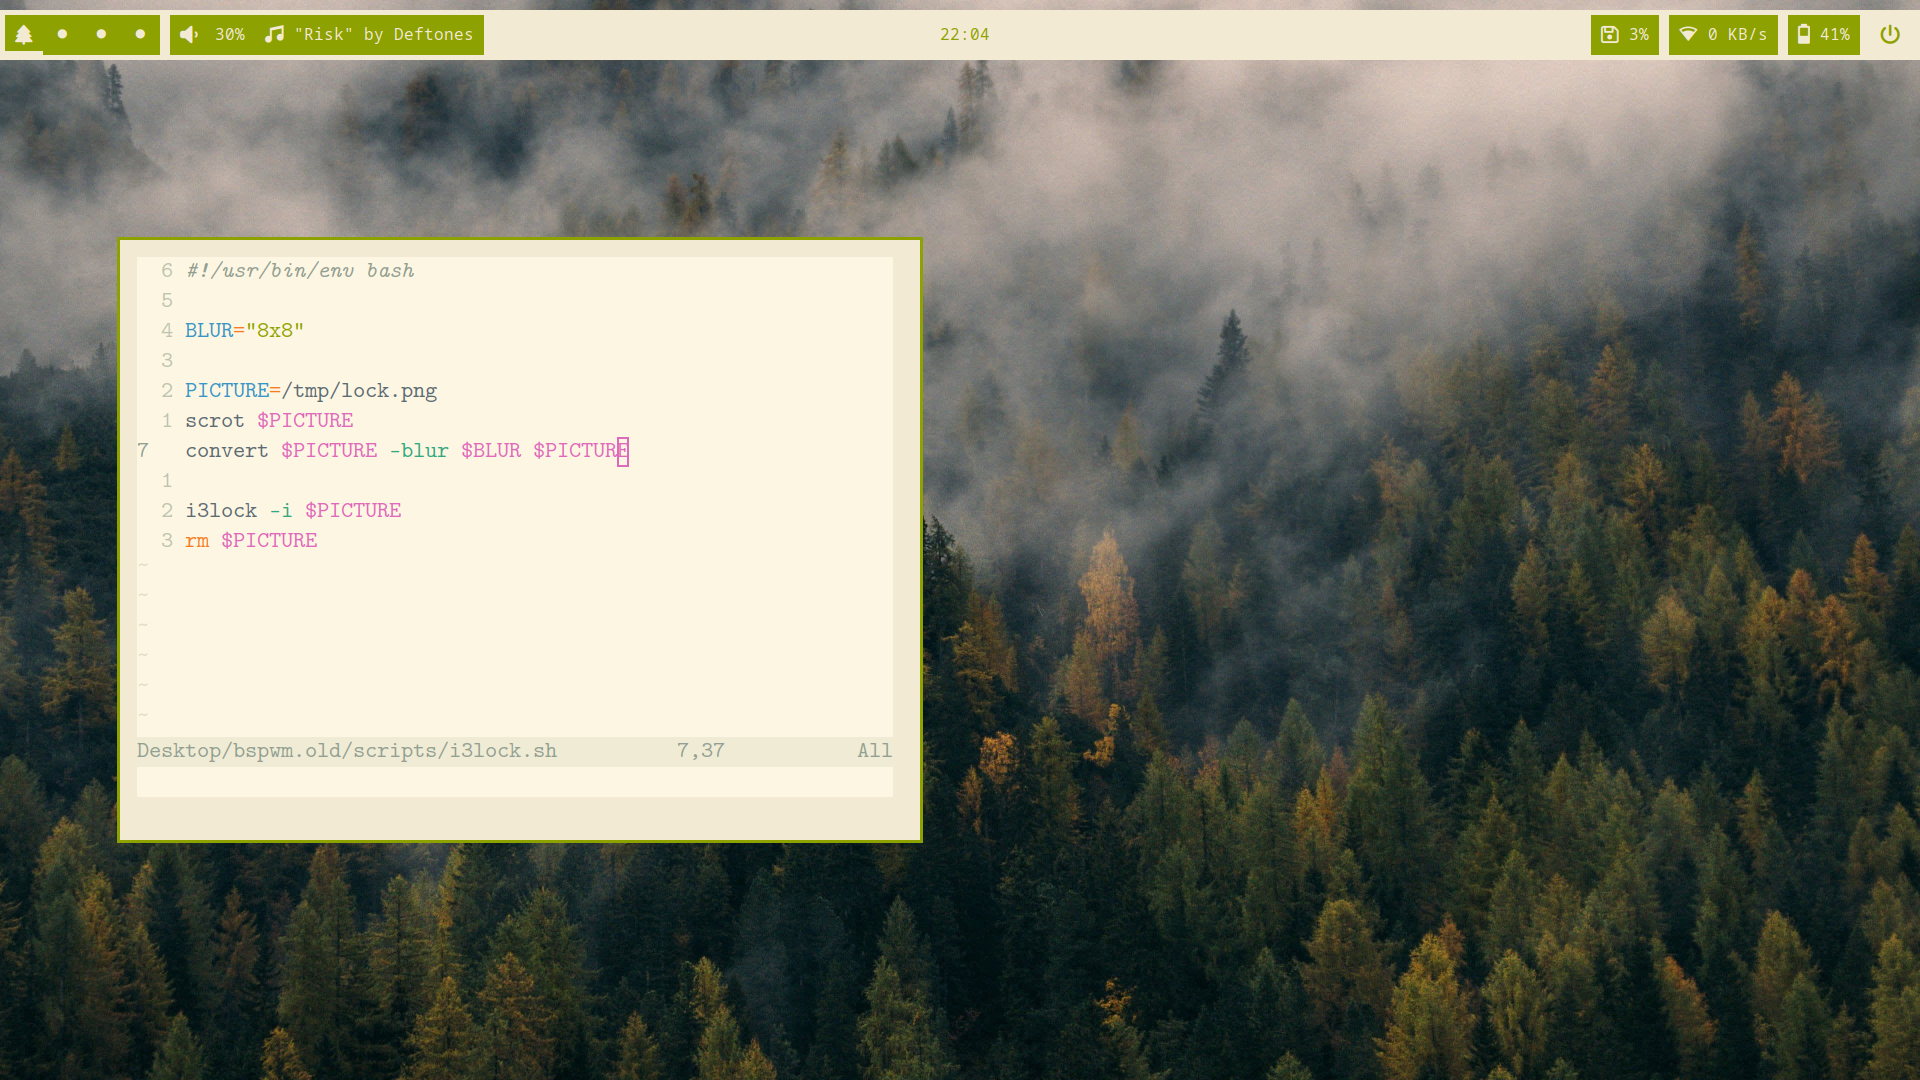 30% "Risk" by Deftones
22:04
3%
0 KB/s
41%
6 #!/usr/bin/env bash
5
4 BLUR="8x8"
3
2 PICTURE=/tmp/lock.png
1 scrot $PICTURE
7 convert $PICTURE -blur $BLUR $PICTURE
1
2 i3lock -i $PICTURE
3 rm $PICTURE
~
~
~
~
~
~
Desktop/bspwm.old/scripts/i3lock.sh 7,37 All